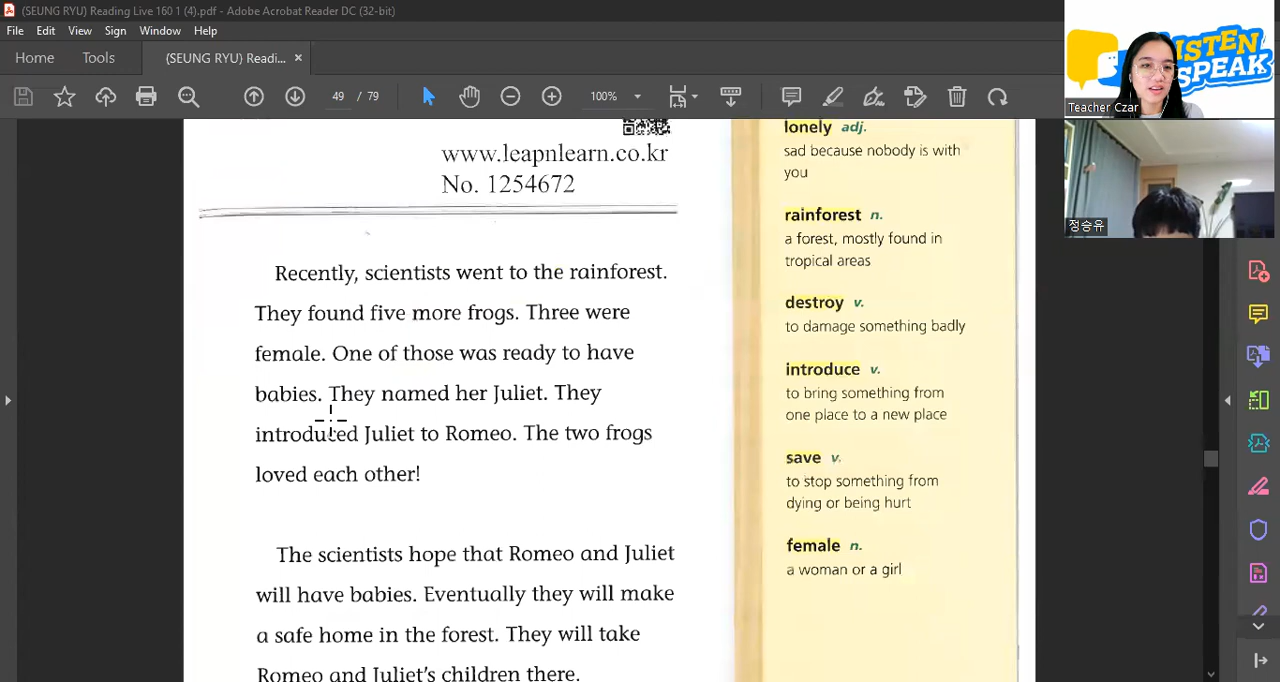 (SEUNG RYU) Reading Live 160 1 (4).pdf - Adobe Acrobat Reader DC (32-bit)
File Edit View Sign Window Help
Home Tools (SEUNG RYU) Readi... ×
49 / 79 100%
LISTEN
SPEAK
Teacher Czar
정승유
www.leapnlearn.co.kr
No. 1254672
Recently, scientists went to the rainforest.
They found five more frogs. Three were
female. One of those was ready to have
babies. They named her Juliet. They
introduced Juliet to Romeo. The two frogs
loved each other!
The scientists hope that Romeo and Juliet
will have babies. Eventually they will make
a safe home in the forest. They will take
Romeo and Juliet's children there.
lonely adj.
sad because nobody is with
you
rainforest n.
a forest, mostly found in
tropical areas
destroy v.
to damage something badly
introduce v.
to bring something from
one place to a new place
save v.
to stop something from
dying or being hurt
female n.
a woman or a girl